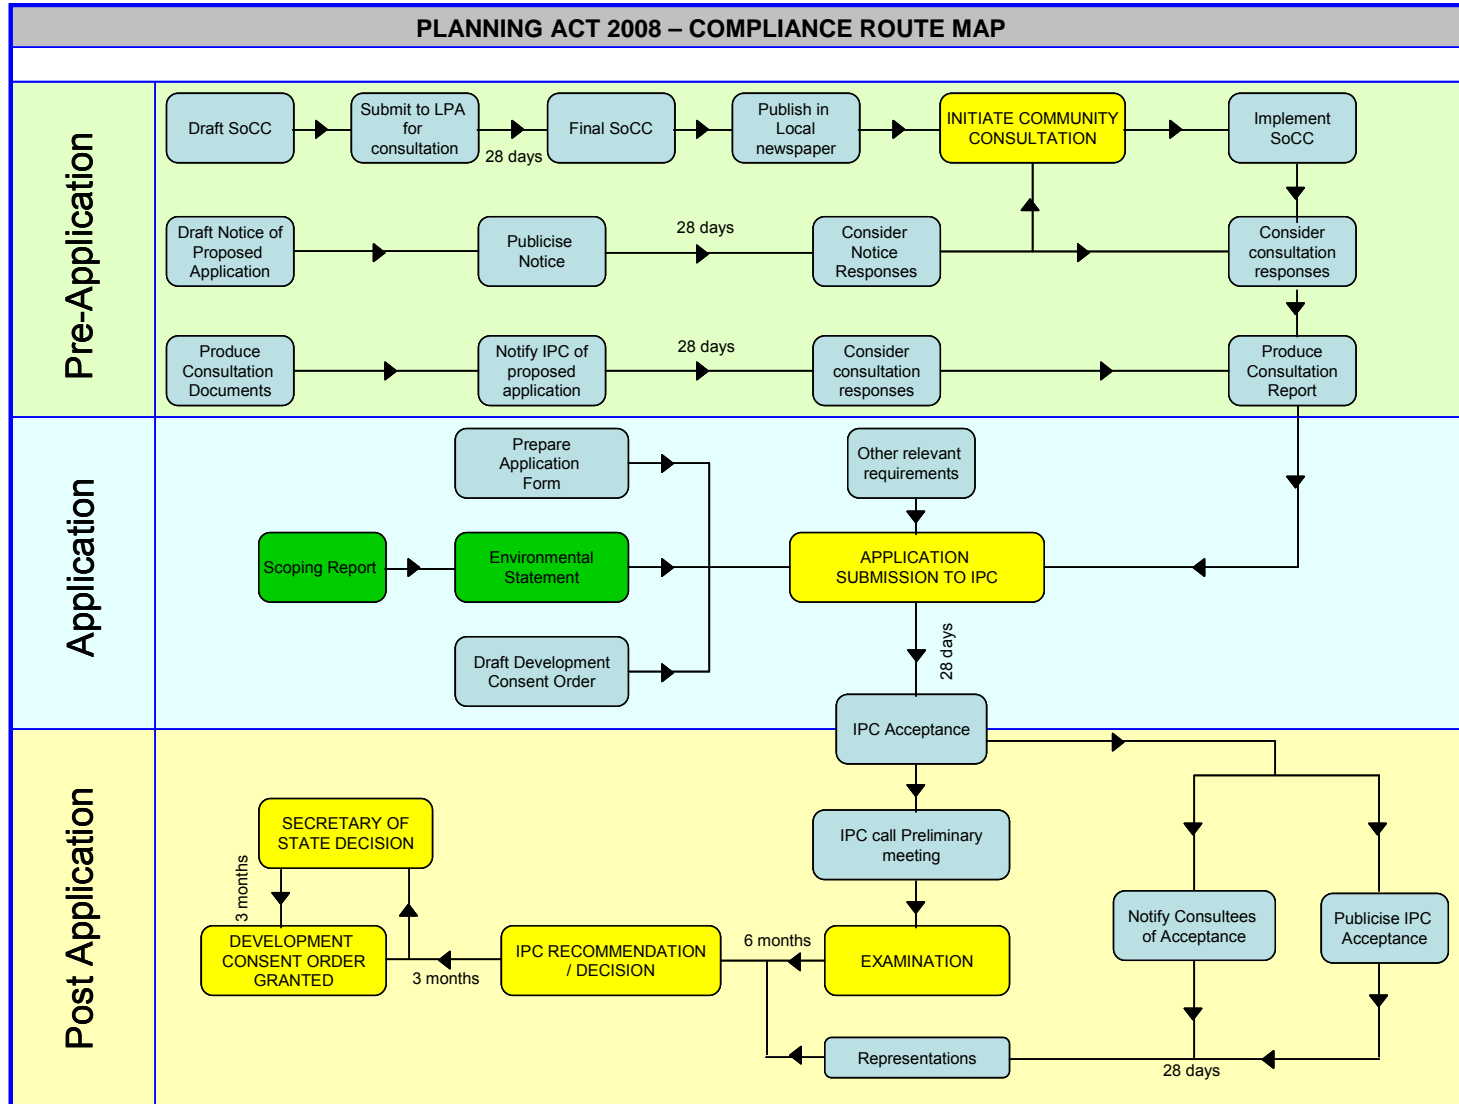 PLANNING ACT 2008 – COMPLIANCE ROUTE MAP
Pre-Application
Draft SoCC
Submit to LPA
for
consultation
28 days
Final SoCC
Publish in
Local
newspaper
INITIATE COMMUNITY
CONSULTATION
Implement
SoCC
Draft Notice of
Proposed
Application
Publicise
Notice
28 days
Consider
Notice
Responses
Consider
consultation
responses
Produce
Consultation
Documents
Notify IPC of
proposed
application
28 days
Consider
consultation
responses
Produce
Consultation
Report
Application
Prepare
Application
Form
Other relevant
requirements
Scoping Report
Environmental
Statement
APPLICATION
SUBMISSION TO IPC
Draft Development
Consent Order
28 days
IPC Acceptance
Post Application
IPC call Preliminary
meeting
SECRETARY OF
STATE DECISION
3 months
DEVELOPMENT
CONSENT ORDER
GRANTED
3 months
IPC RECOMMENDATION
/ DECISION
6 months
EXAMINATION
Notify Consultees
of Acceptance
Publicise IPC
Acceptance
Representations
28 days